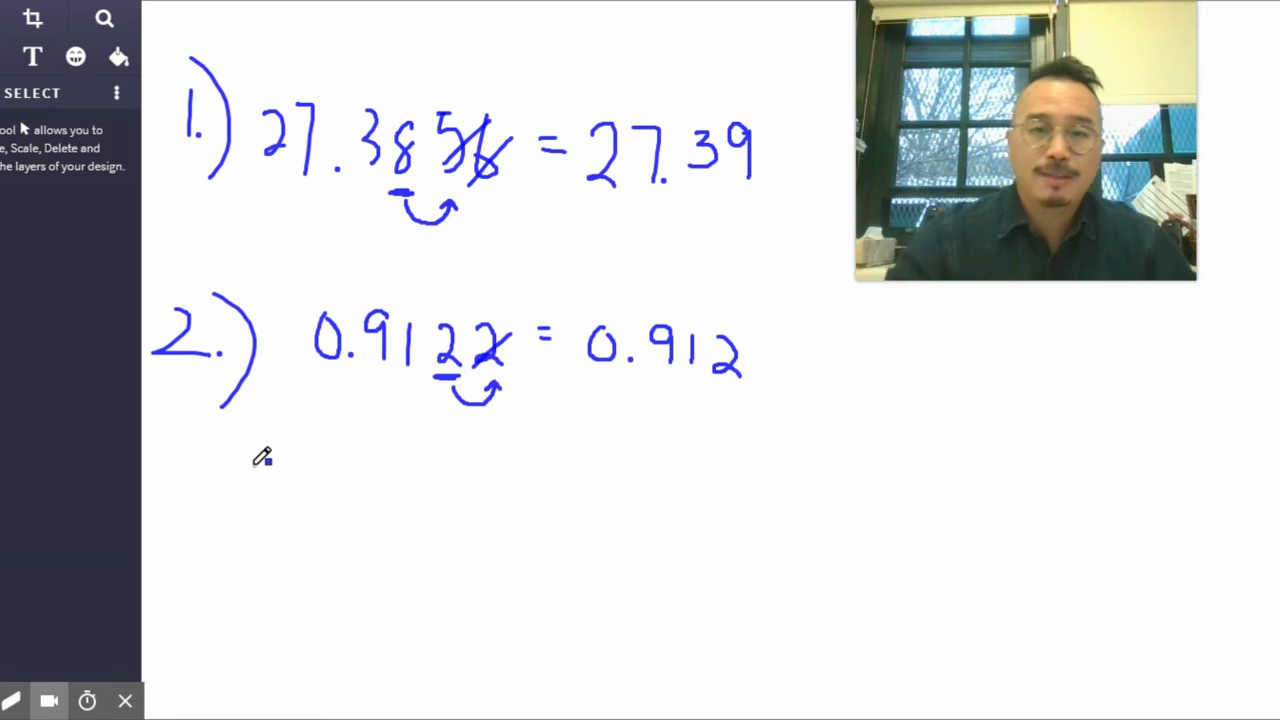 T
SELECT
ool allows you to
e, Scale, Delete and
the layers of your design.
1.) 27.3856 = 27.39
2.) 0.9122 = 0.912